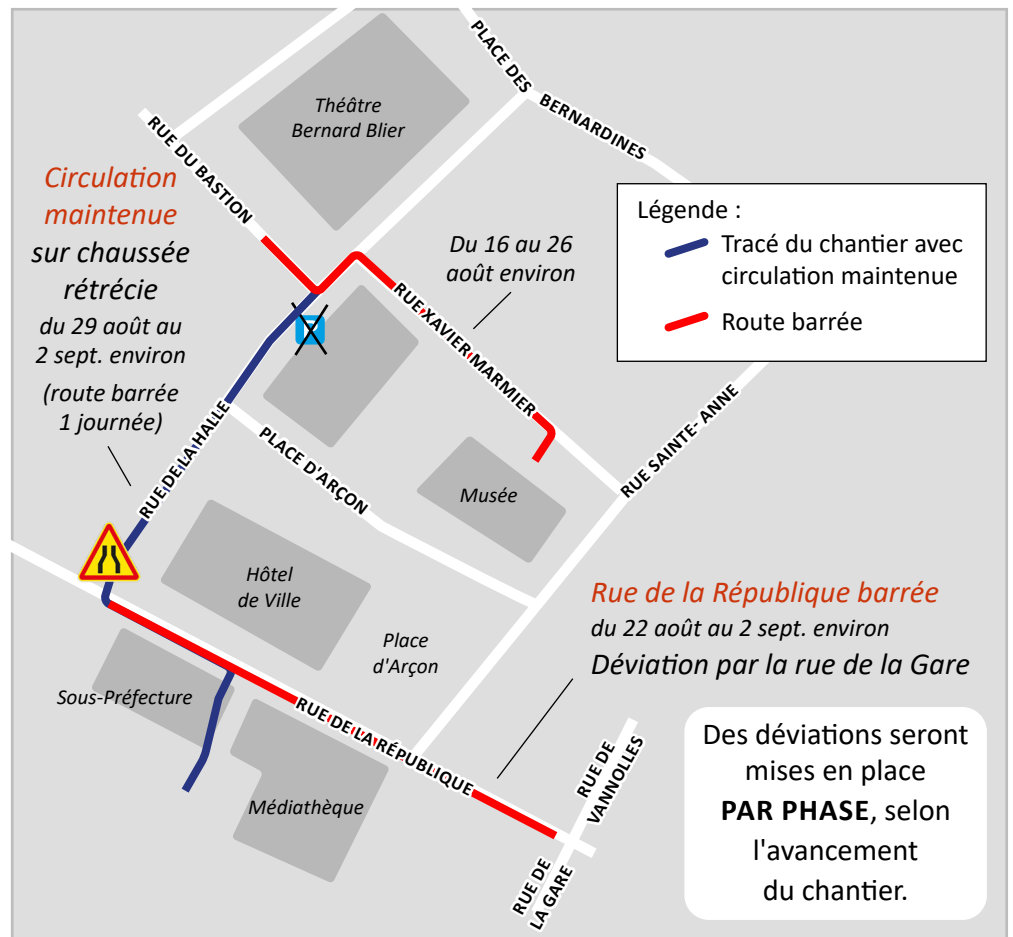 PLACE DES
BERNARDINES
Théâtre
Bernard Blier
RUE DU BASTION
Circulation
maintenue
sur chaussée
rétrécie
du 29 août au
2 sept. environ
(route barrée
1 journée)
Du 16 au 26
août environ
Légende :
Tracé du chantier avec
circulation maintenue
Route barrée
RUE XAVIER MARMIER
RUE DE LA HALLE
PLACE D'ARÇON
Musée
RUE SAINTE- ANNE
Hôtel
de Ville
Place
d'Arçon
Rue de la République barrée
du 22 août au 2 sept. environ
Déviation par la rue de la Gare
Sous-Préfecture
RUE DE LA RÉPUBLIQUE
Médiathèque
RUE DE
VANNOLLES
RUE DE
LA GARE
Des déviations seront
mises en place
PAR PHASE, selon
l'avancement
du chantier.